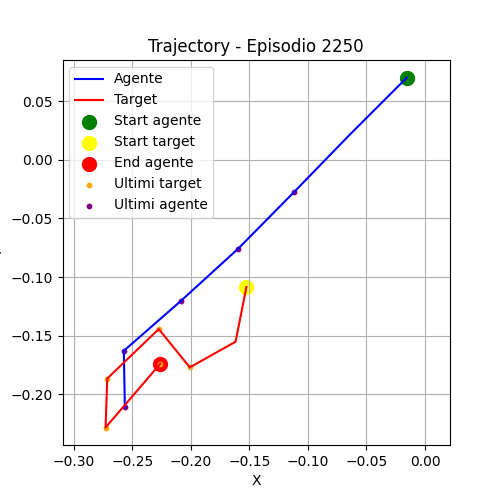 Trajectory - Episodio 2250
Agente
Target
Start agente
Start target
End agente
Ultimi target
Ultimi agente
0.05
0.00
−0.05
−0.10
−0.15
−0.20
−0.30
−0.25
−0.20
−0.15
−0.10
−0.05
0.00
X